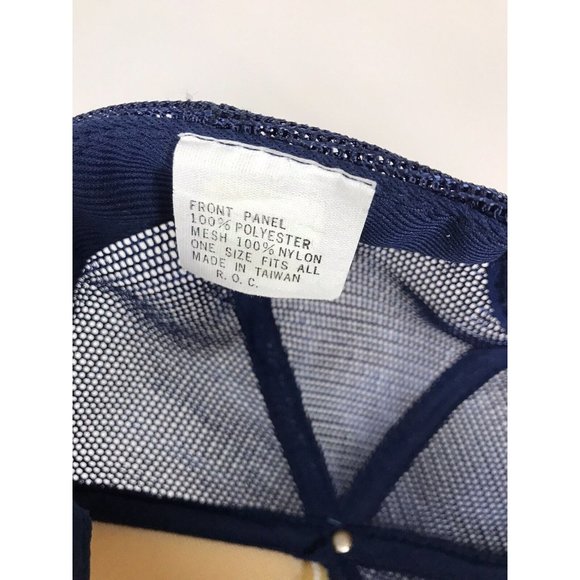 FRONT PANEL
100% POLYESTER
MESH 100% NYLON
ONE SIZE FITS ALL
MADE IN TAIWAN
R. O. C.